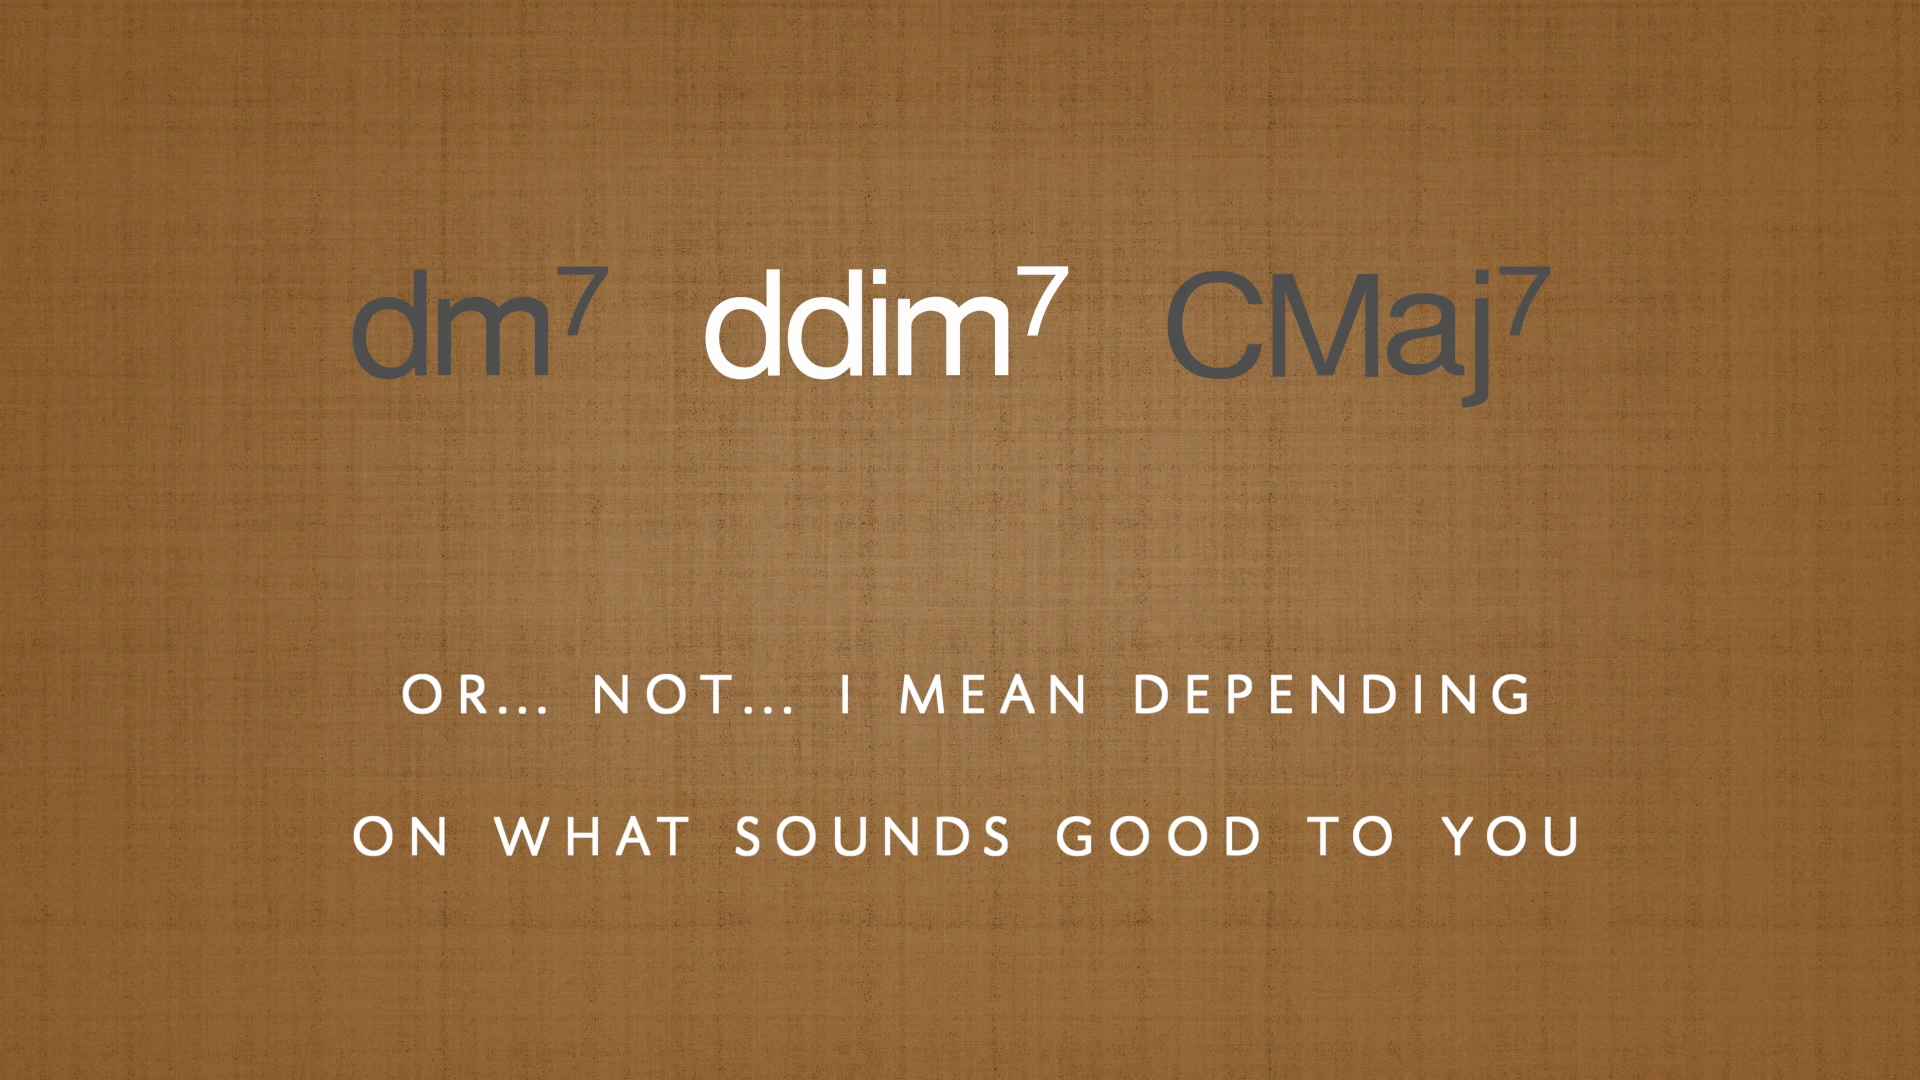 dm⁷ ddim⁷ CMaj⁷
OR... NOT... I MEAN DEPENDING
ON WHAT SOUNDS GOOD TO YOU